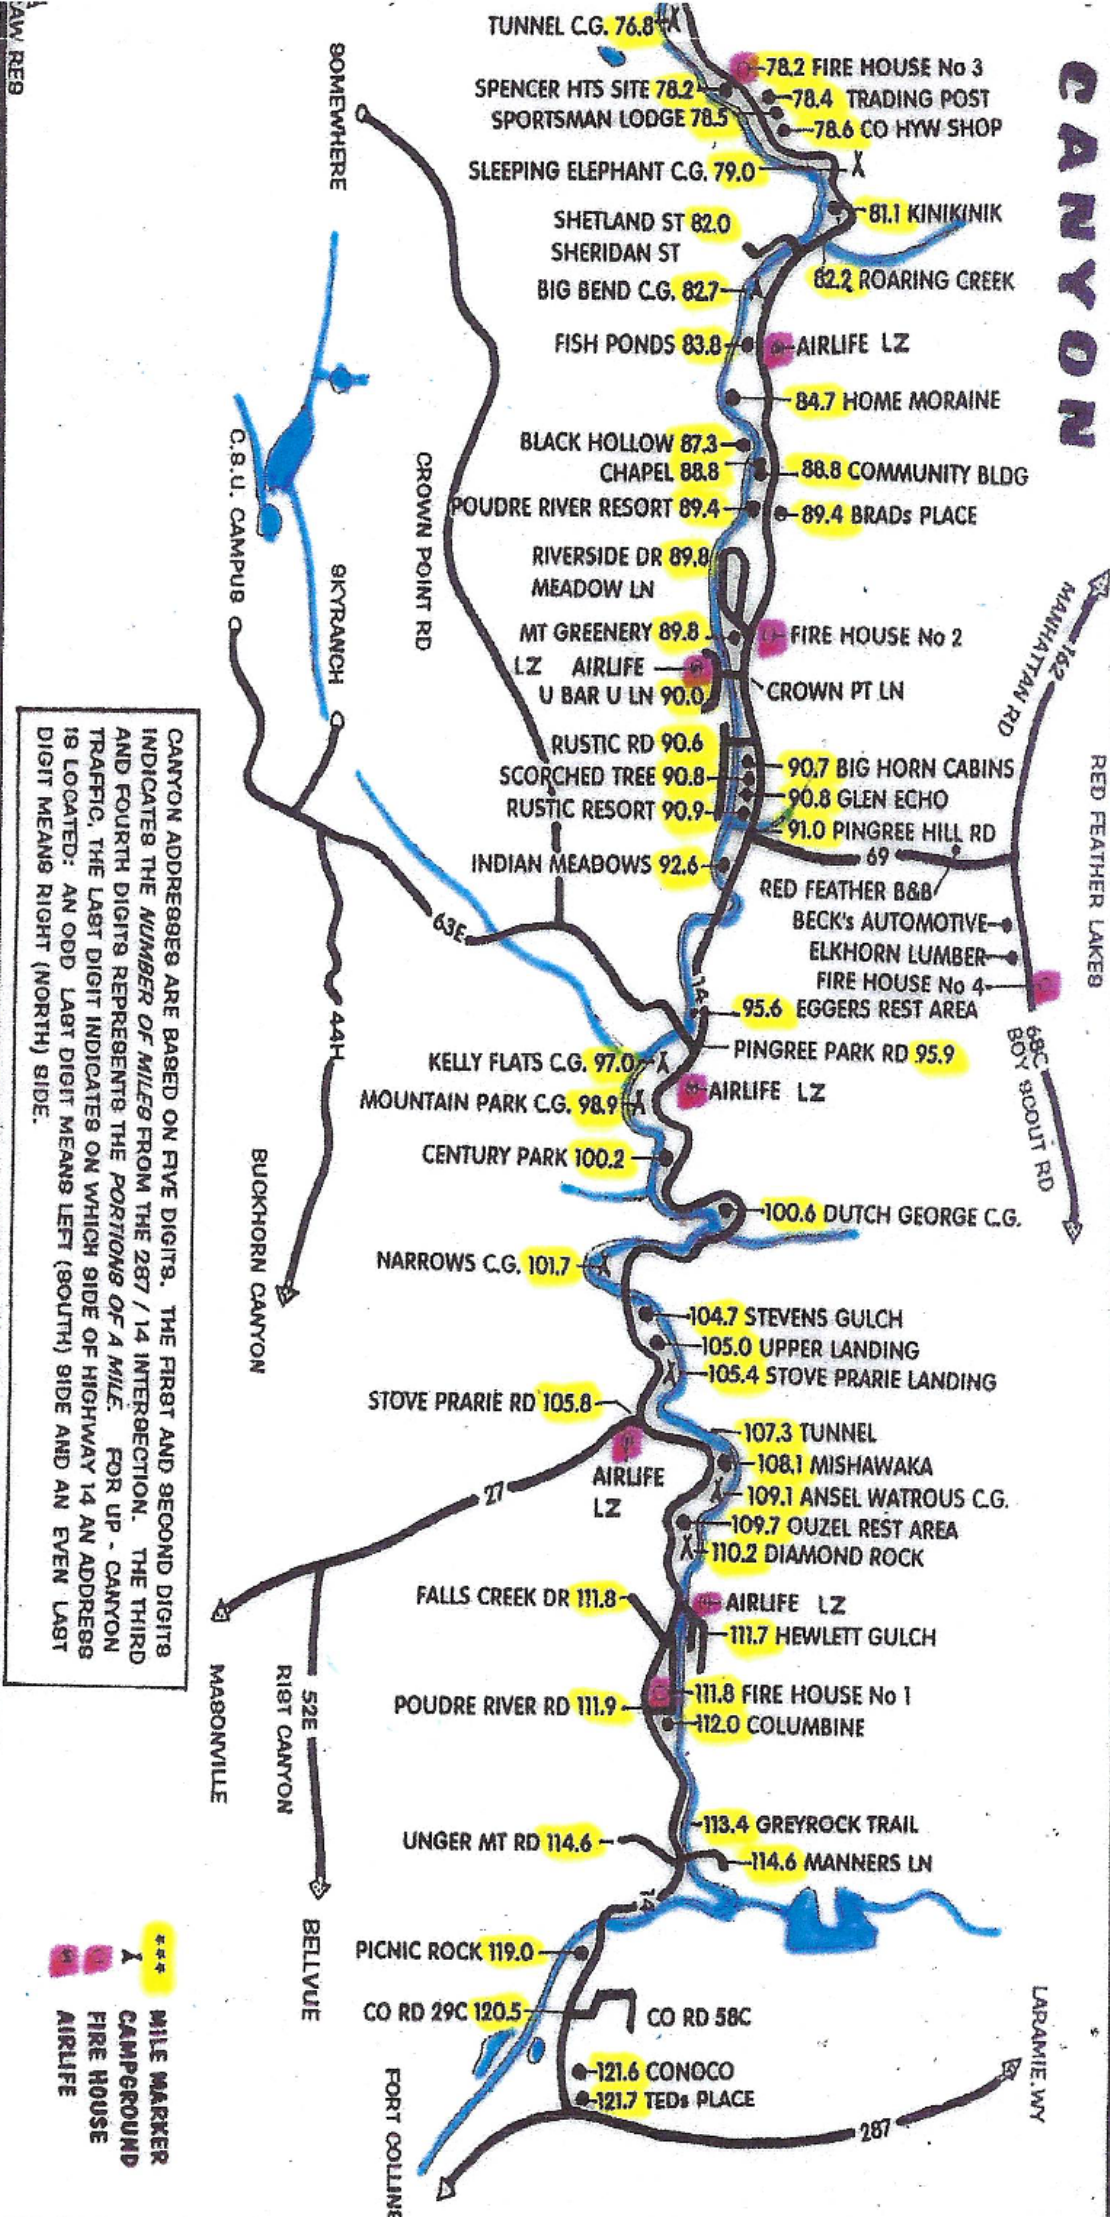 CANYON
TUNNEL C.G. 76.8
78.2 FIRE HOUSE No 3
SPENCER HTS SITE 78.2
78.4 TRADING POST
SPORTSMAN LODGE 78.5
78.6 CO HYW SHOP
SLEEPING ELEPHANT C.G. 79.0
81.1 KINIKINIK
SHETLAND ST 82.0
SHERIDAN ST
82.2 ROARING CREEK
BIG BEND C.G. 82.7
FISH PONDS 83.8
AIRLIFE LZ
84.7 HOME MORAINE
BLACK HOLLOW 87.3
CHAPEL 88.8
88.8 COMMUNITY BLDG
POUDRE RIVER RESORT 89.4
89.4 BRADs PLACE
RIVERSIDE DR 89.8
MEADOW LN
MT GREENERY 89.8
FIRE HOUSE No 2
LZ AIRLIFE
U BAR U LN 90.0
CROWN PT LN
RUSTIC RD 90.6
90.7 BIG HORN CABINS
SCORCHED TREE 90.8
90.8 GLEN ECHO
RUSTIC RESORT 90.9
91.0 PINGREE HILL RD
69
INDIAN MEADOWS 92.6
RED FEATHER B&B
BECK's AUTOMOTIVE
ELKHORN LUMBER
FIRE HOUSE No 4
14
95.6 EGGERS REST AREA
PINGREE PARK RD 95.9
KELLY FLATS C.G. 97.0
AIRLIFE LZ
MOUNTAIN PARK C.G. 98.9
CENTURY PARK 100.2
100.6 DUTCH GEORGE C.G.
NARROWS C.G. 101.7
104.7 STEVENS GULCH
105.0 UPPER LANDING
105.4 STOVE PRARIE LANDING
STOVE PRARIE RD 105.8
107.3 TUNNEL
108.1 MISHAWAKA
AIRLIFE
LZ
109.1 ANSEL WATROUS C.G.
109.7 OUZEL REST AREA
110.2 DIAMOND ROCK
FALLS CREEK DR 111.8
AIRLIFE LZ
111.7 HEWLETT GULCH
111.8 FIRE HOUSE No 1
POUDRE RIVER RD 111.9
112.0 COLUMBINE
113.4 GREYROCK TRAIL
UNGER MT RD 114.6
114.6 MANNERS LN
14
PICNIC ROCK 119.0
CO RD 29C 120.5
CO RD 58C
121.6 CONOCO
121.7 TEDs PLACE
287
LARAMIE, WY
FORT COLLINS
MANHATTAN RD
162
RED FEATHER LAKES
68C
BOY SCOUT RD
SOMEWHERE
CROWN POINT RD
C.S.U. CAMPUS
SKYRANCH
63E
44H
BUCKHORN CANYON
27
MASONVILLE
52E
RIST CANYON
BELLVUE
AW RES
CANYON ADDRESSES ARE BASED ON FIVE DIGITS. THE FIRST AND SECOND DIGITS
INDICATES THE NUMBER OF MILES FROM THE 287 / 14 INTERSECTION. THE THIRD
AND FOURTH DIGITS REPRESENTS THE PORTIONS OF A MILE. FOR UP - CANYON
TRAFFIC, THE LAST DIGIT INDICATES ON WHICH SIDE OF HIGHWAY 14 AN ADDRESS
IS LOCATED: AN ODD LAST DIGIT MEANS LEFT (SOUTH) SIDE AND AN EVEN LAST
DIGIT MEANS RIGHT (NORTH) SIDE.
*** MILE MARKER
CAMPGROUND
FIRE HOUSE
AIRLIFE